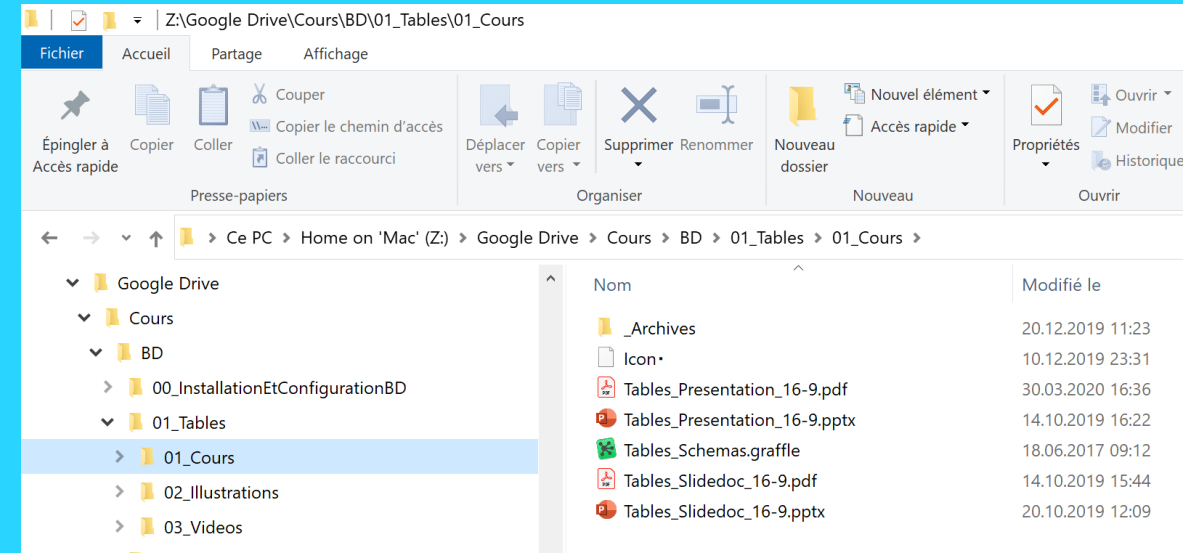 Z:\Google Drive\Cours\BD\01_Tables\01_Cours
Fichier Accueil Partage Affichage
Épingler à Accès rapide
Copier
Coller
Couper
Copier le chemin d'accès
Coller le raccourci
Presse-papiers
Déplacer vers
Copier vers
Supprimer
Renommer
Organiser
Nouveau dossier
Nouvel élément
Accès rapide
Nouveau
Propriétés
Ouvrir
Modifier
Historique
Ouvrir
Ce PC > Home on 'Mac' (Z:) > Google Drive > Cours > BD > 01_Tables > 01_Cours >
Google Drive
Cours
BD
00_InstallationEtConfigurationBD
01_Tables
01_Cours
02_Illustrations
03_Videos
Nom Modifié le
_Archives 20.12.2019 11:23
Icon· 10.12.2019 23:31
Tables_Presentation_16-9.pdf 30.03.2020 16:36
Tables_Presentation_16-9.pptx 14.10.2019 16:22
Tables_Schemas.graffle 18.06.2017 09:12
Tables_Slidedoc_16-9.pdf 14.10.2019 15:44
Tables_Slidedoc_16-9.pptx 20.10.2019 12:09